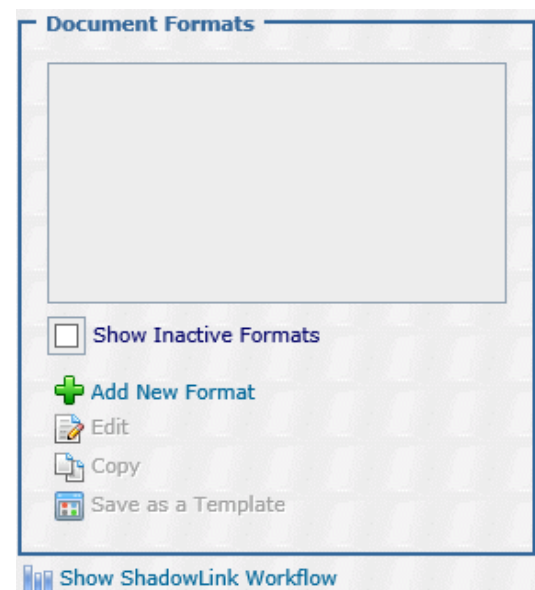 Document Formats
Show Inactive Formats
Add New Format
Edit
Copy
Save as a Template
Show ShadowLink Workflow